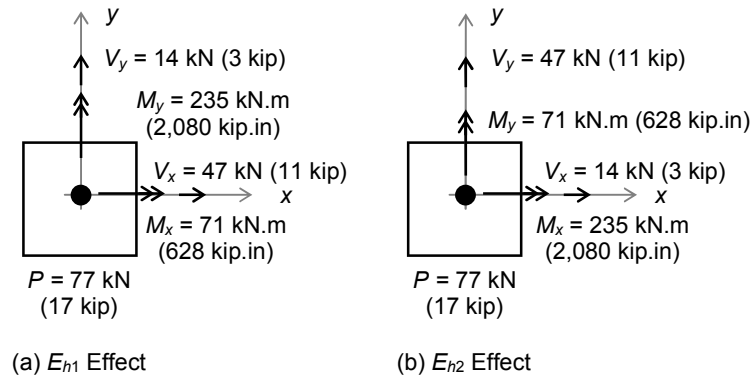 y
V_y = 14 kN (3 kip)
M_y = 235 kN.m
(2,080 kip.in)
V_x = 47 kN (11 kip)
x
M_x = 71 kN.m
(628 kip.in)
P = 77 kN
(17 kip)
(a) E_h1 Effect
y
V_y = 47 kN (11 kip)
M_y = 71 kN.m (628 kip.in)
V_x = 14 kN (3 kip)
x
M_x = 235 kN.m
(2,080 kip.in)
P = 77 kN
(17 kip)
(b) E_h2 Effect